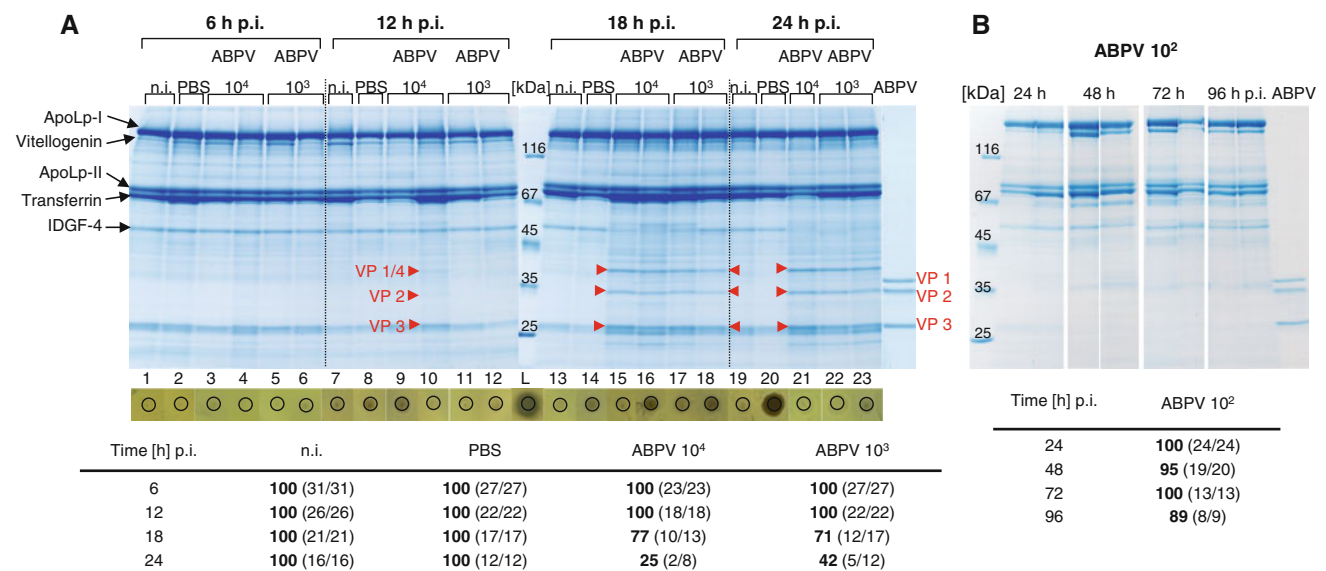 A
6 h p.i.
12 h p.i.
18 h p.i.
24 h p.i.
ABPV ABPV ABPV ABPV ABPV ABPV ABPV
n.i. PBS 10⁴ 10³ n.i. PBS 10⁴ 10³ [kDa] n.i. PBS 10⁴ 10³ n.i. PBS 10⁴ 10³ ABPV
ApoLp-I
Vitellogenin
ApoLp-II
Transferrin
IDGF-4
116
67
45
35
25
VP 1/4
VP 2
VP 3
VP 1
VP 2
VP 3
1 2 3 4 5 6 7 8 9 10 11 12 L 13 14 15 16 17 18 19 20 21 22 23
Time [h] p.i. n.i. PBS ABPV 10⁴ ABPV 10³
6 100 (31/31) 100 (27/27) 100 (23/23) 100 (27/27)
12 100 (26/26) 100 (22/22) 100 (18/18) 100 (22/22)
18 100 (21/21) 100 (17/17) 77 (10/13) 71 (12/17)
24 100 (16/16) 100 (12/12) 25 (2/8) 42 (5/12)
B
ABPV 10²
[kDa] 24 h 48 h 72 h 96 h p.i. ABPV
116
67
45
35
25
Time [h] p.i. ABPV 10²
24 100 (24/24)
48 95 (19/20)
72 100 (13/13)
96 89 (8/9)